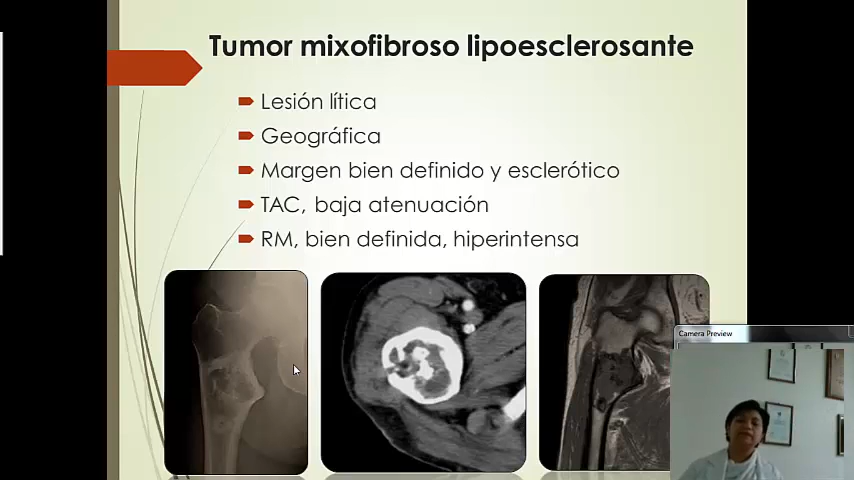 Tumor mixofibroso lipoesclerosante
Lesión lítica
Geográfica
Margen bien definido y esclerótico
TAC, baja atenuación
RM, bien definida, hiperintensa
Camera Preview